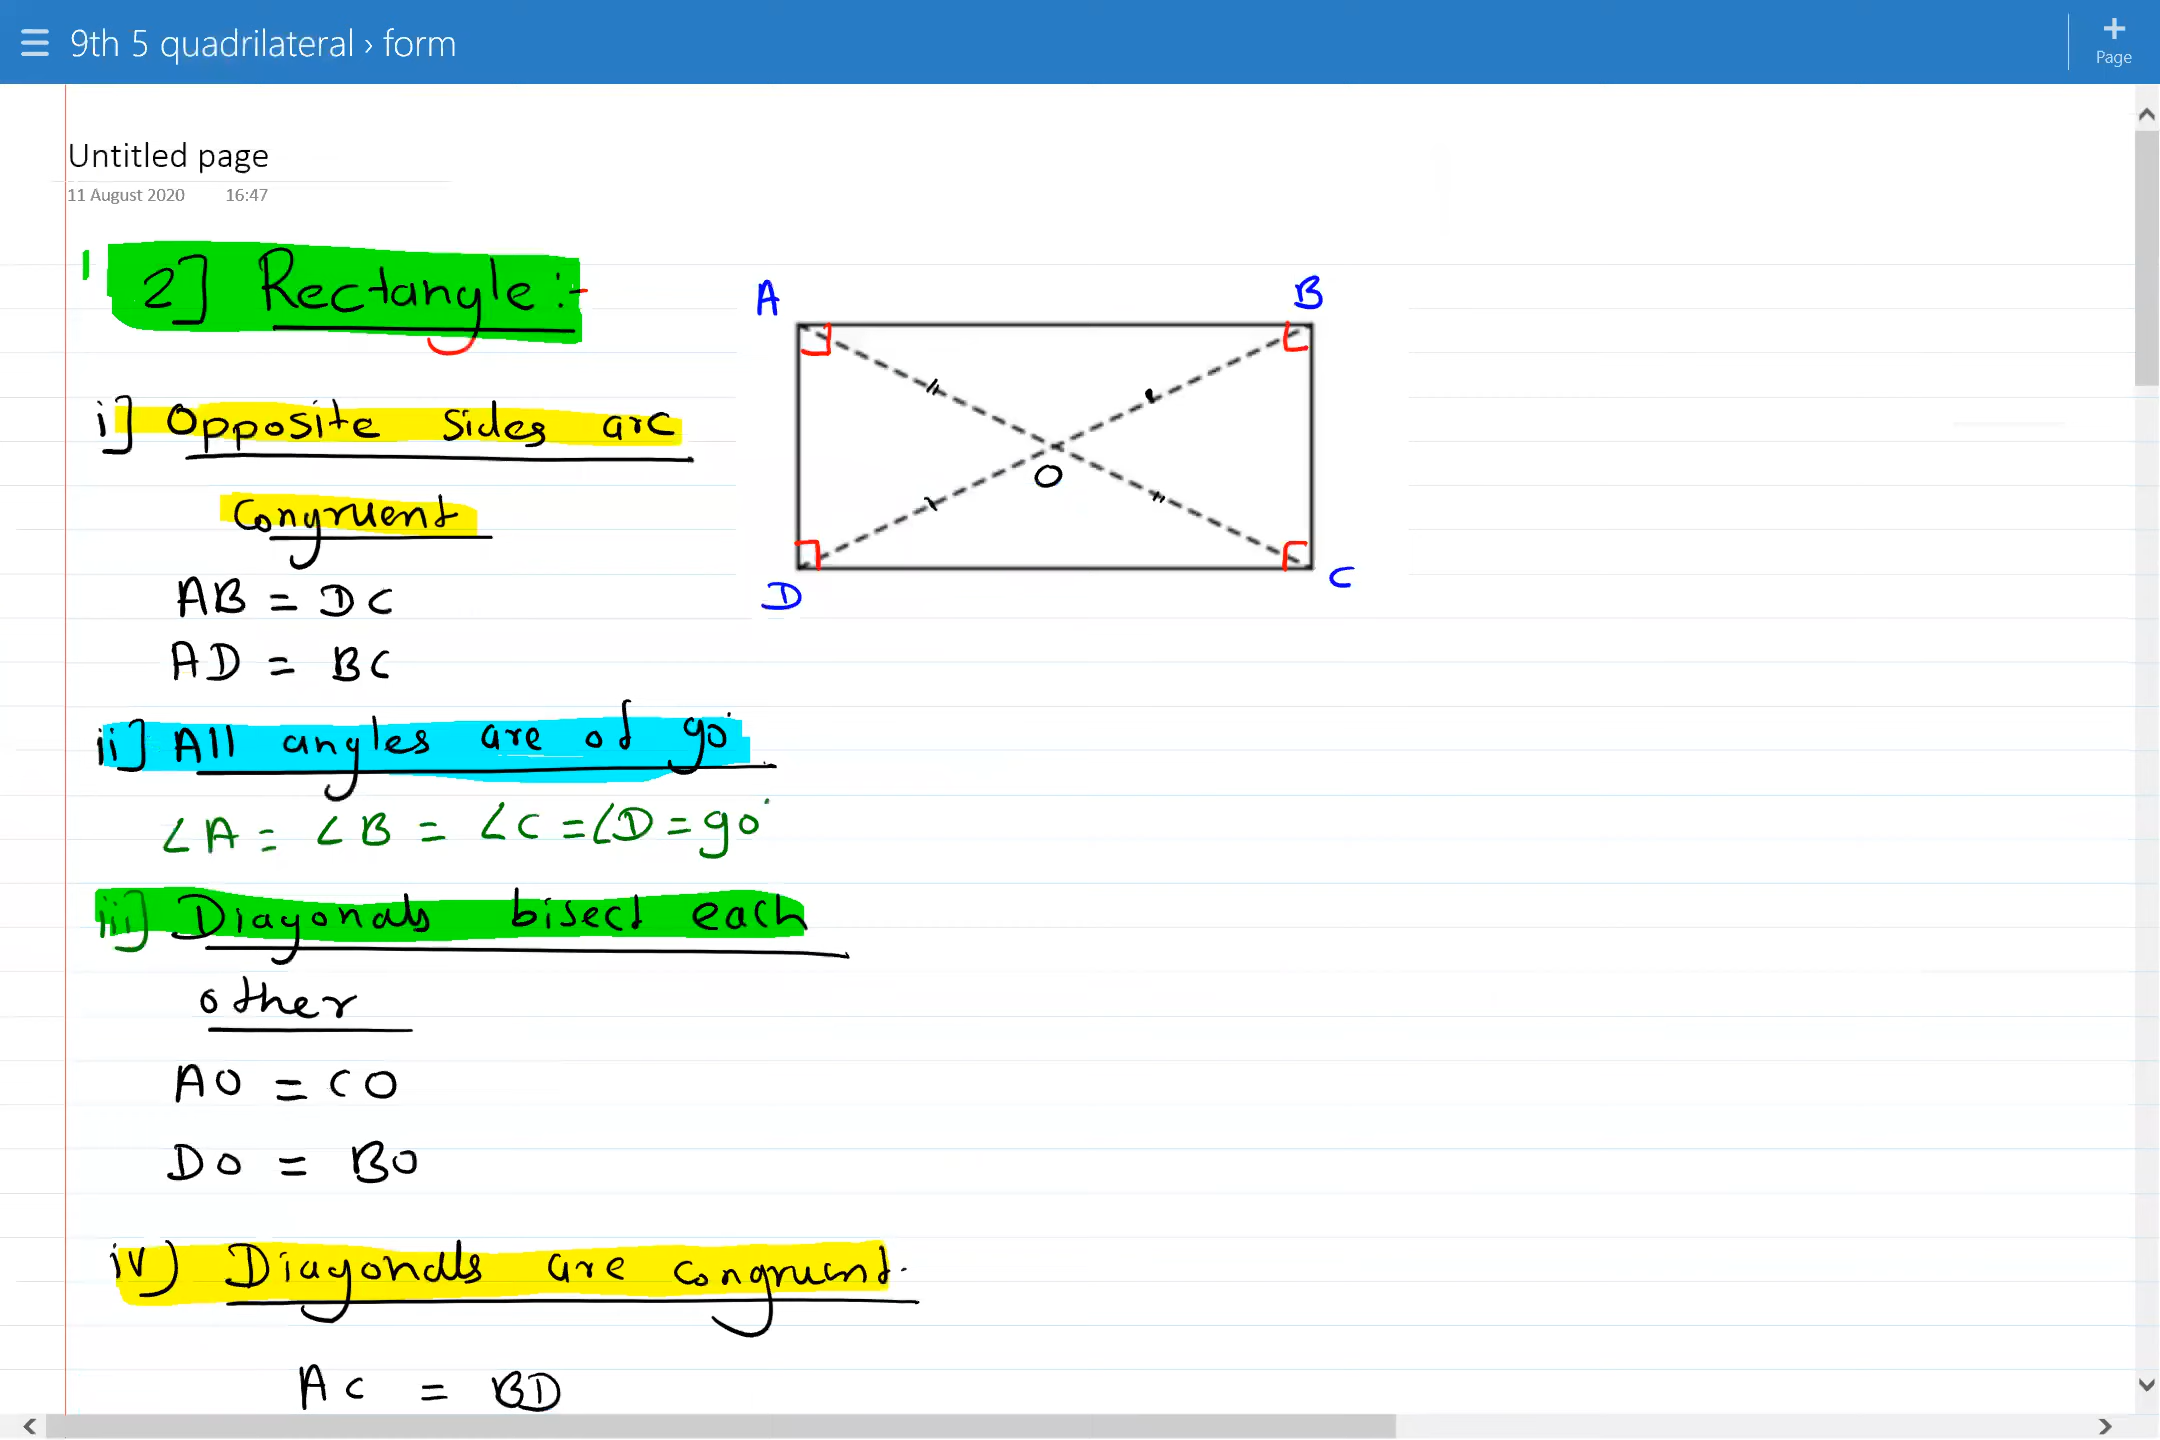 9th 5 quadrilateral › form
Page
Untitled page
11 August 2020 16:47
2] Rectangle:-
A
B
i] Opposite sides are
O
congruent
D
C
AB = DC
AD = BC
ii] All angles are of 90°
∠A = ∠B = ∠C = ∠D = 90°
iii] Diagonals bisect each
other
AO = CO
DO = BO
iv) Diagonals are congruent.
AC = BD